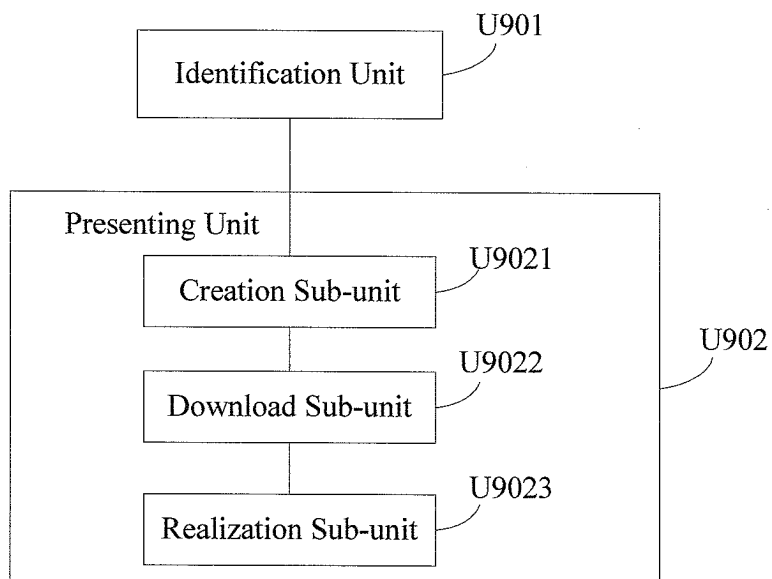 U901
Identification Unit
Presenting Unit
U9021
Creation Sub-unit
U902
U9022
Download Sub-unit
U9023
Realization Sub-unit